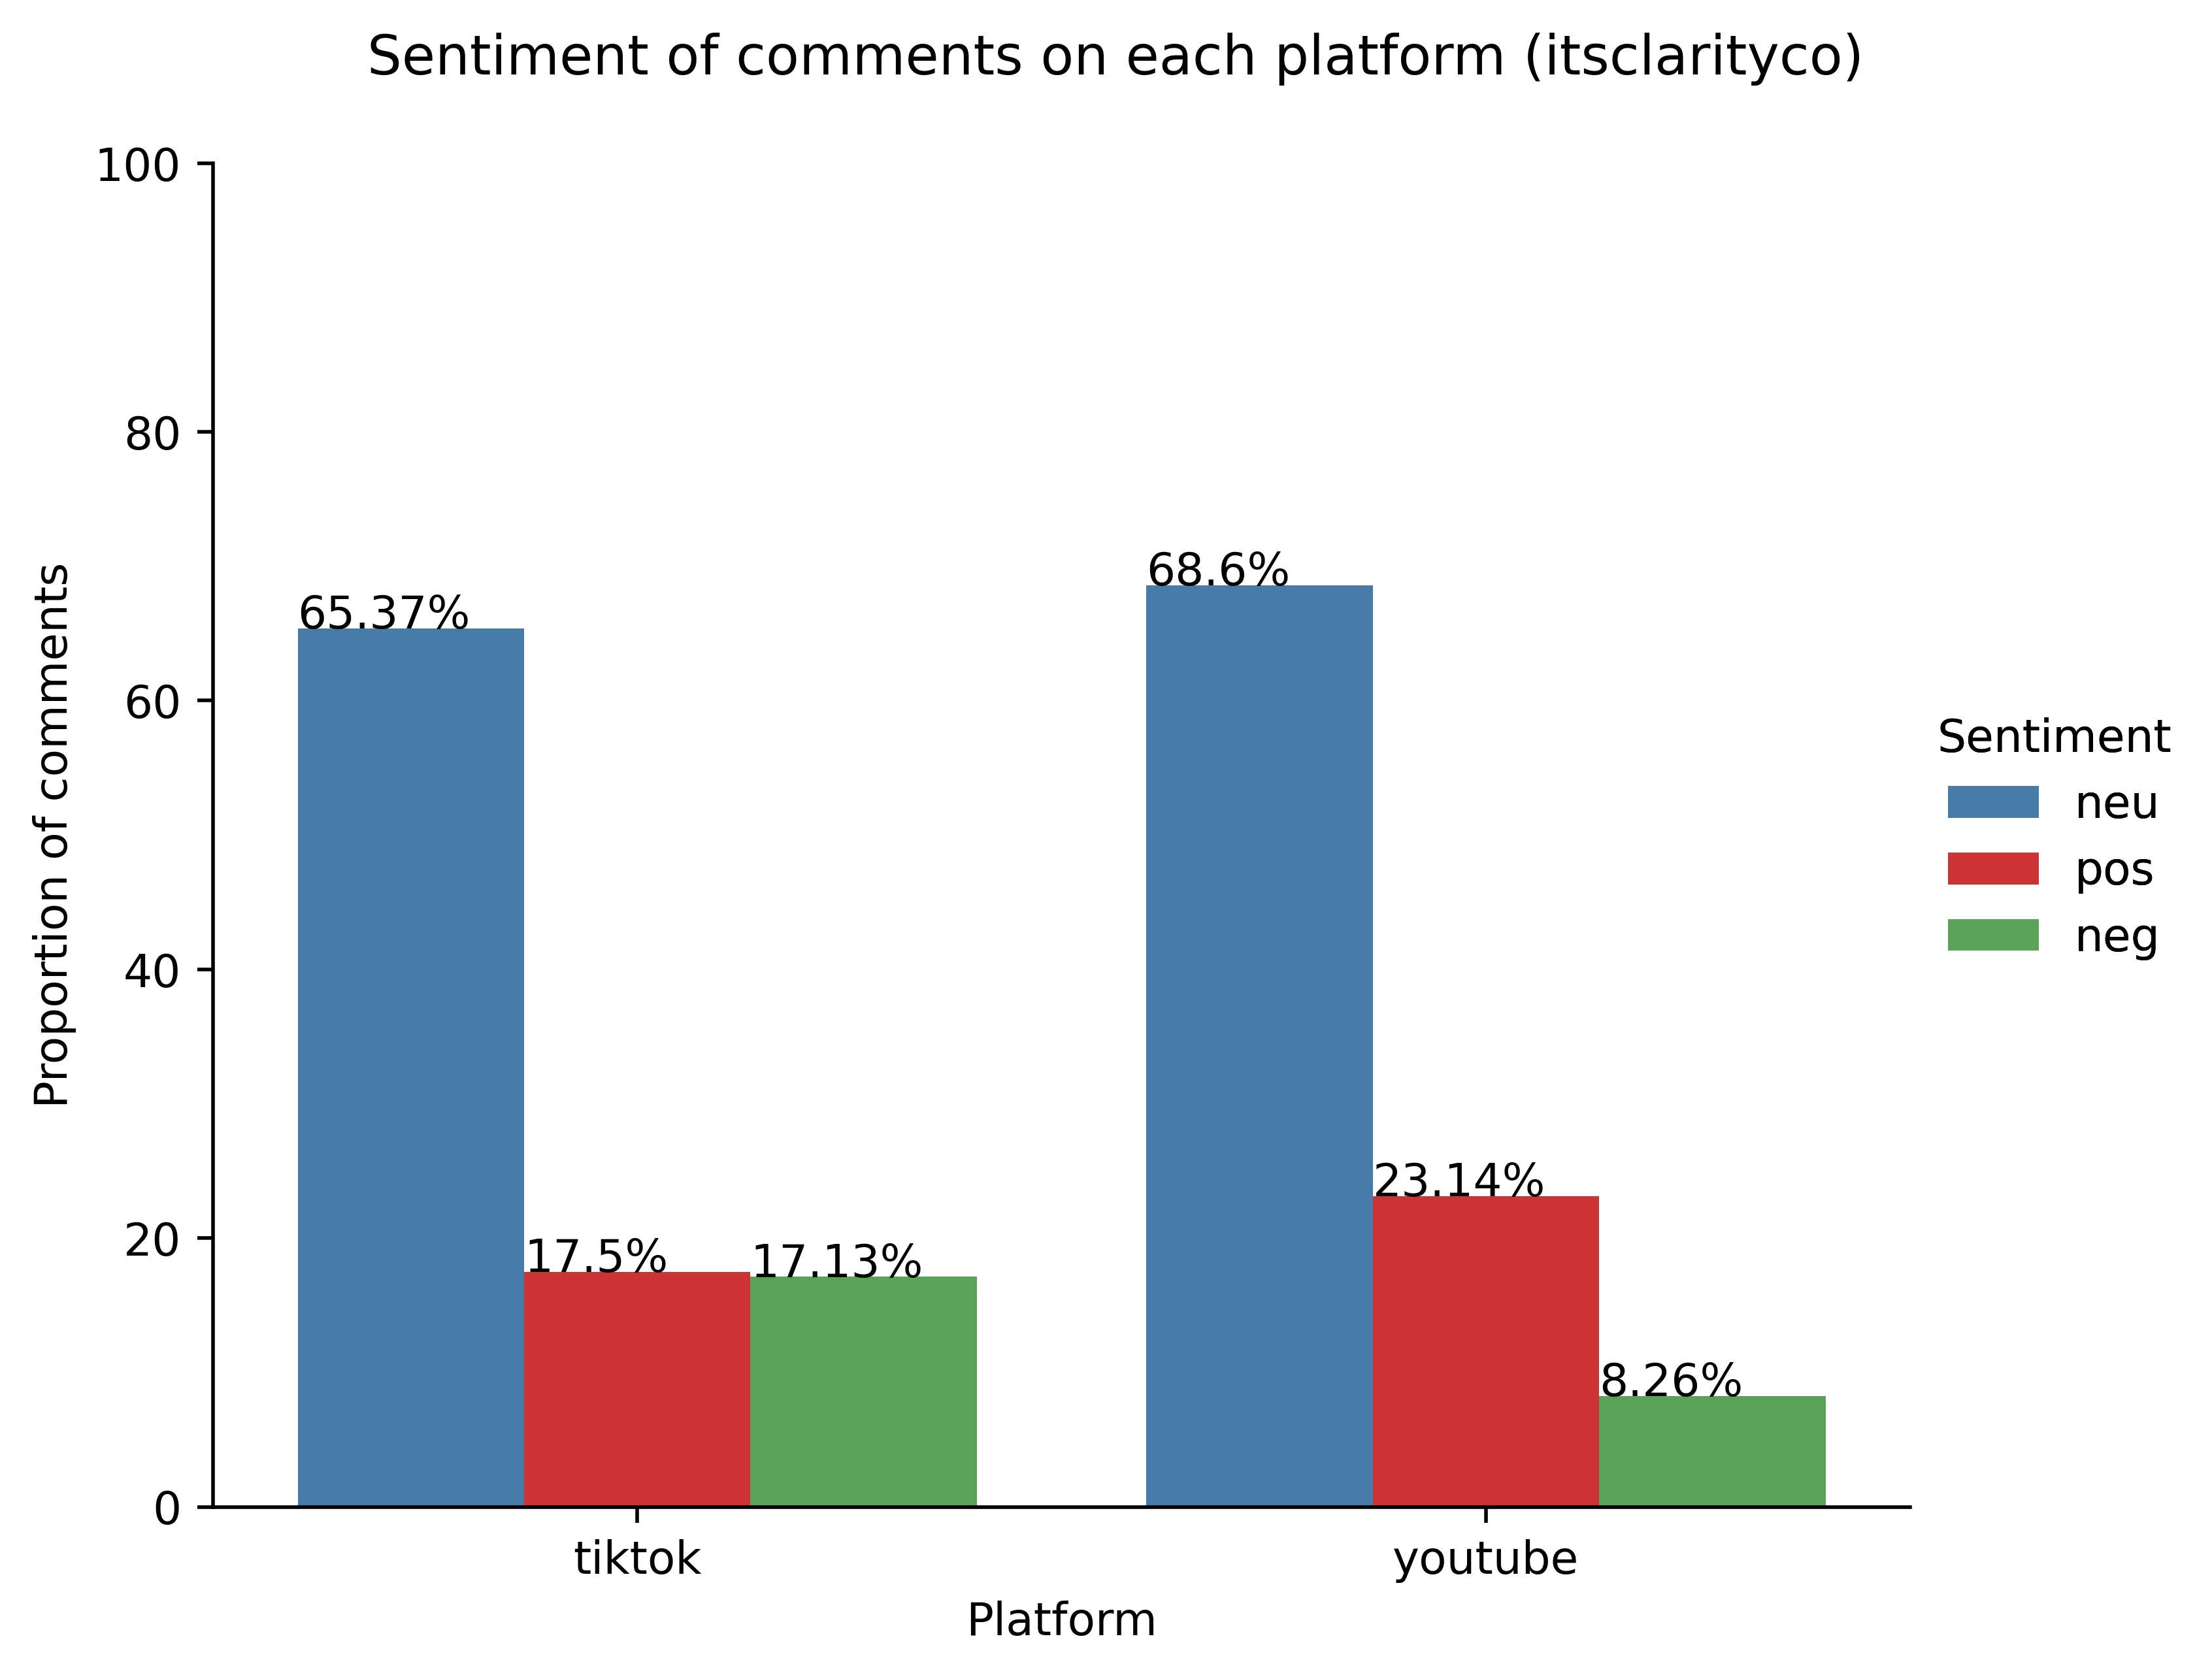 Sentiment of comments on each platform (itsclarityco)
100
80
60
40
20
0
Proportion of comments
65.37%
17.5%
17.13%
68.6%
23.14%
8.26%
tiktok
youtube
Platform
Sentiment
neu
pos
neg